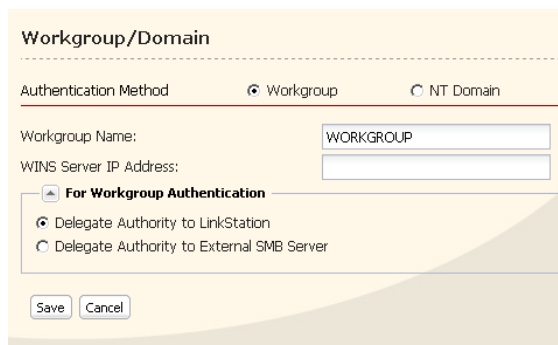 Workgroup/Domain
Authentication Method Workgroup NT Domain
Workgroup Name: WORKGROUP
WINS Server IP Address:
For Workgroup Authentication
Delegate Authority to LinkStation
Delegate Authority to External SMB Server
Save Cancel